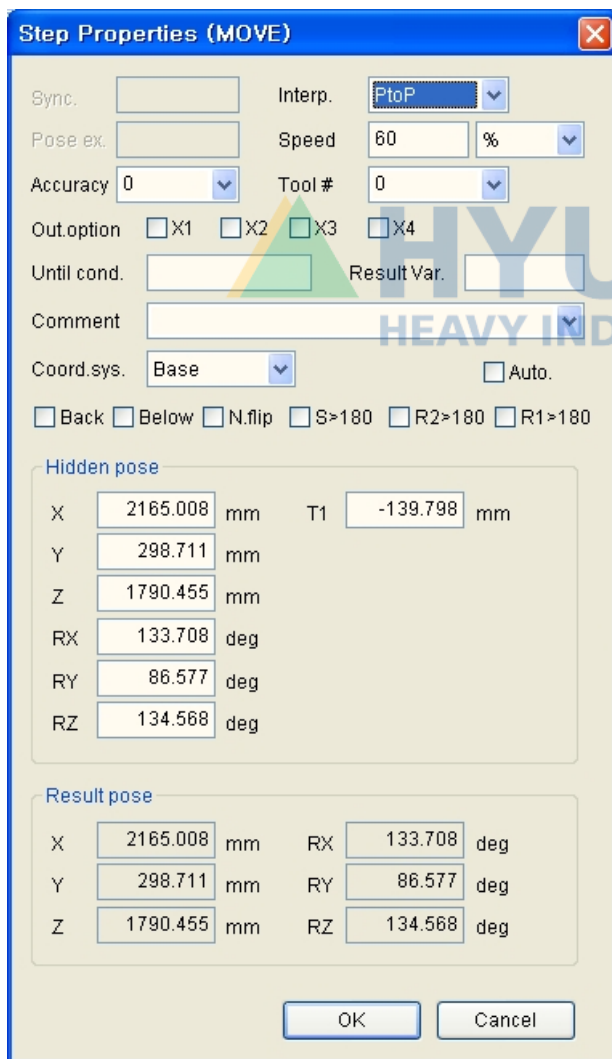 Step Properties (MOVE)
Sync. Interp. PtoP
Pose ex. Speed 60 %
Accuracy 0 Tool # 0
Out.option X1 X2 X3 X4
Until cond. Result Var.
Comment
HEAVY IND
Coord.sys. Base Auto.
Back Below N.flip S>180 R2>180 R1>180
Hidden pose
X 2165.008 mm T1 -139.798 mm
Y 298.711 mm
Z 1790.455 mm
RX 133.708 deg
RY 86.577 deg
RZ 134.568 deg
Result pose
X 2165.008 mm RX 133.708 deg
Y 298.711 mm RY 86.577 deg
Z 1790.455 mm RZ 134.568 deg
OK Cancel